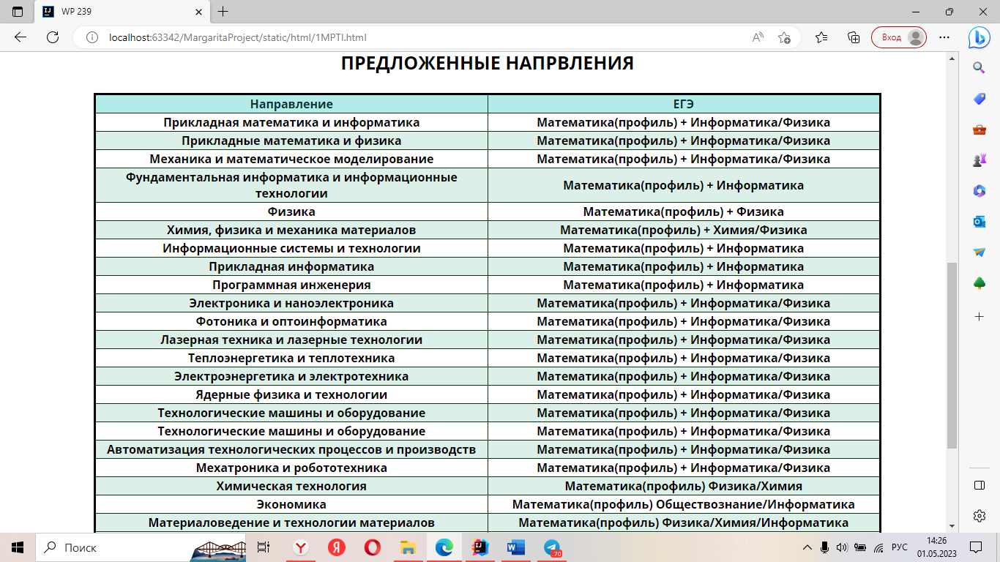 WP 239
localhost:63342/MargaritaProject/static/html/1MPTI.html
Вход
ПРЕДЛОЖЕННЫЕ НАПРВЛЕНИЯ
Направление ЕГЭ
Прикладная математика и информатика Математика(профиль) + Информатика/Физика
Прикладные математика и физика Математика(профиль) + Информатика/Физика
Механика и математическое моделирование Математика(профиль) + Информатика/Физика
Фундаментальная информатика и информационные
технологии Математика(профиль) + Информатика
Физика Математика(профиль) + Физика
Химия, физика и механика материалов Математика(профиль) + Химия/Физика
Информационные системы и технологии Математика(профиль) + Информатика
Прикладная информатика Математика(профиль) + Информатика
Программная инженерия Математика(профиль) + Информатика
Электроника и наноэлектроника Математика(профиль) + Информатика/Физика
Фотоника и оптоинформатика Математика(профиль) + Информатика/Физика
Лазерная техника и лазерные технологии Математика(профиль) + Информатика/Физика
Теплоэнергетика и теплотехника Математика(профиль) + Информатика/Физика
Электроэнергетика и электротехника Математика(профиль) + Информатика/Физика
Ядерные физика и технологии Математика(профиль) + Информатика/Физика
Технологические машины и оборудование Математика(профиль) + Информатика/Физика
Технологические машины и оборудование Математика(профиль) + Информатика/Физика
Автоматизация технологических процессов и производств Математика(профиль) + Информатика/Физика
Мехатроника и робототехника Математика(профиль) + Информатика/Физика
Химическая технология Математика(профиль) Физика/Химия
Экономика Математика(профиль) Обществознание/Информатика
Материаловедение и технологии материалов Математика(профиль) Физика/Химия/Информатика
Поиск
РУС
14:26
01.05.2023